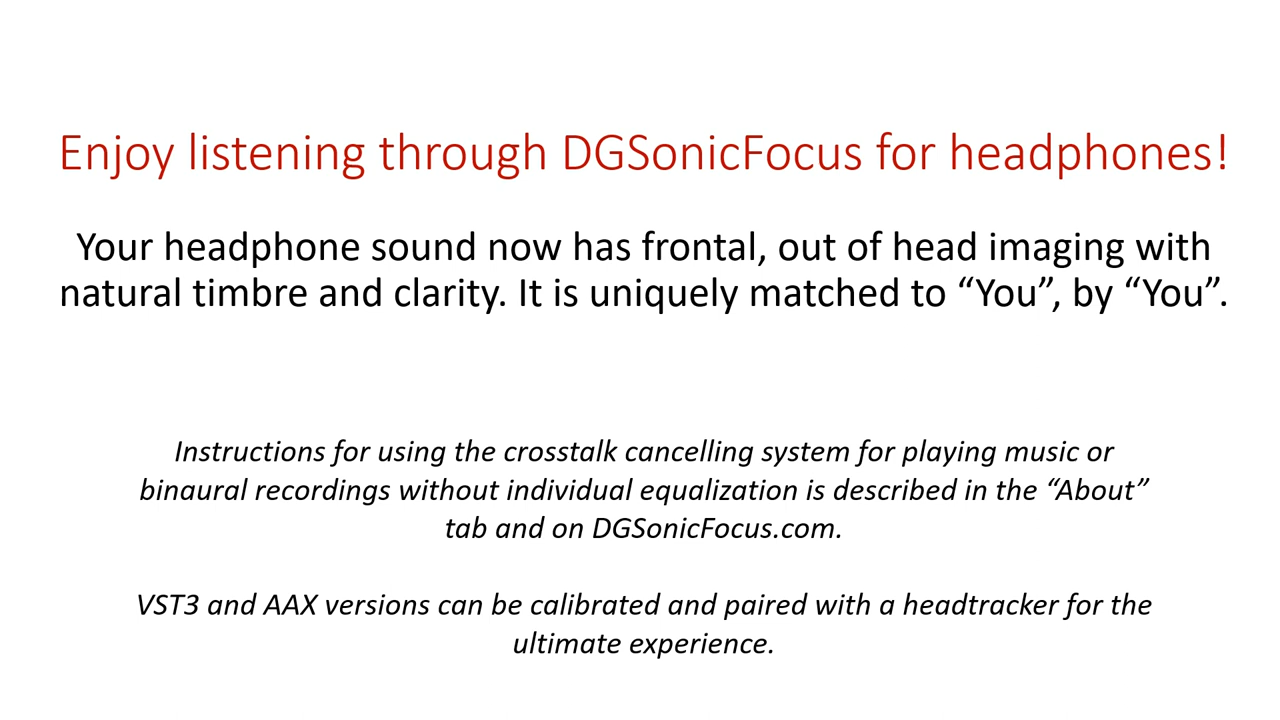 Enjoy listening through DGSonicFocus for headphones!
Your headphone sound now has frontal, out of head imaging with
natural timbre and clarity. It is uniquely matched to “You”, by “You”.
Instructions for using the crosstalk cancelling system for playing music or
binaural recordings without individual equalization is described in the “About”
tab and on DGSonicFocus.com.
VST3 and AAX versions can be calibrated and paired with a headtracker for the
ultimate experience.